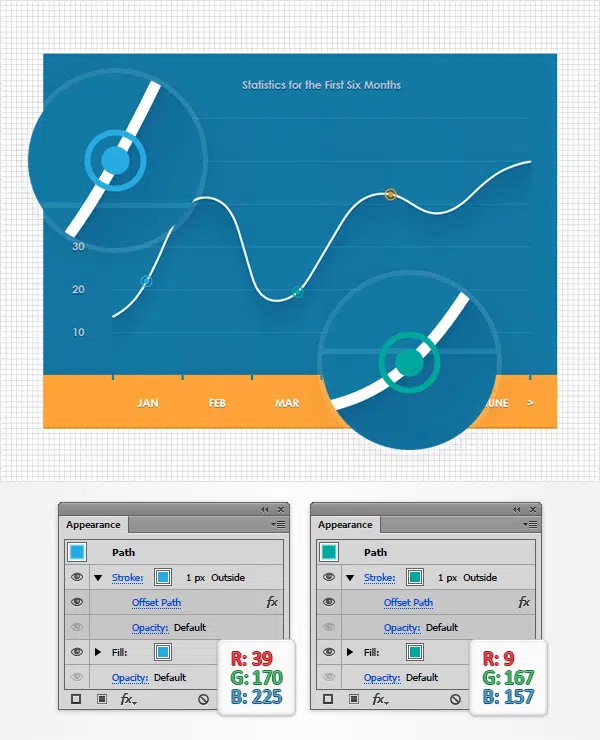 Statistics for the First Six Months
30
20
10
JAN FEB MAR UNE >
Appearance
Path
Stroke: 1 px Outside
Offset Path fx
Opacity: Default
Fill:
Opacity: Default
fx
R: 39
G: 170
B: 225
Appearance
Path
Stroke: 1 px Outside
Offset Path fx
Opacity: Default
Fill:
Opacity: Default
fx
R: 9
G: 167
B: 157